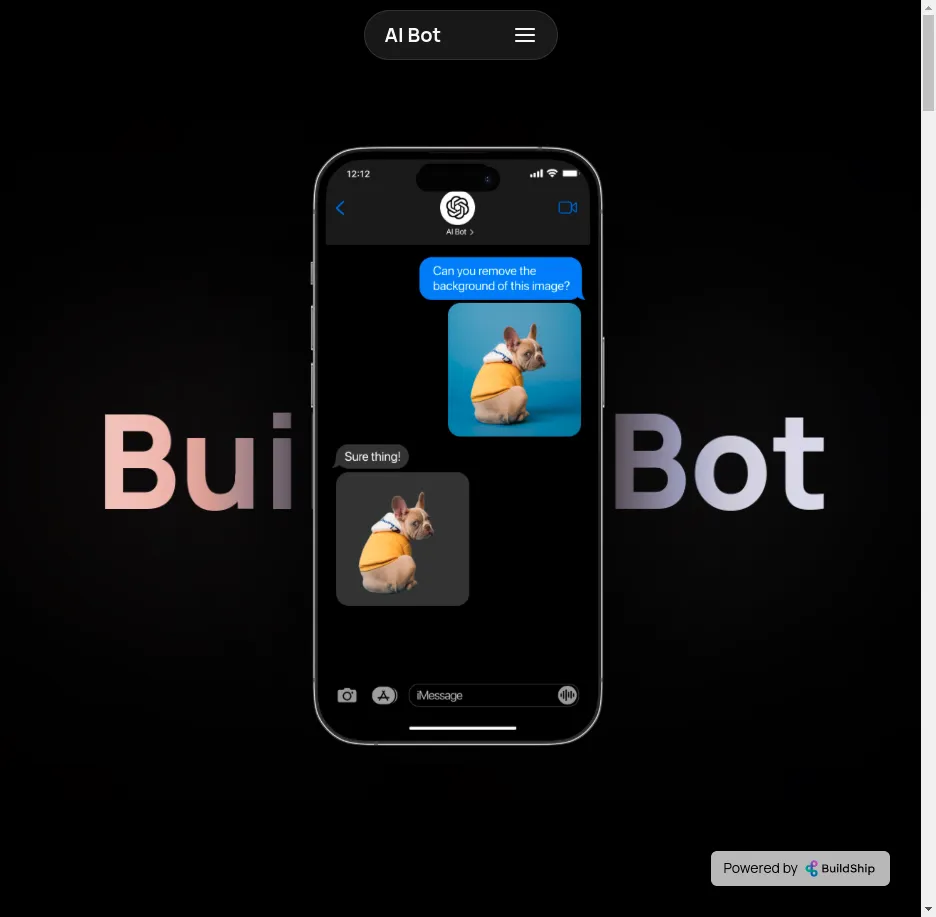 AI Bot
12:12
AI Bot
Can you remove the
background of this image?
Bui Bot
Sure thing!
iMessage
Powered by BuildShip